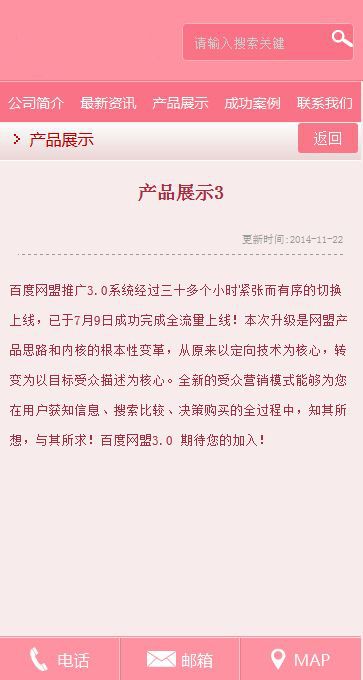 请输入搜索关键
公司简介 最新资讯 产品展示 成功案例 联系我们
产品展示 返回
产品展示3
更新时间:2014-11-22
百度网盟推广3.0系统经过三十多个小时紧张而有序的切换
上线，已于7月9日成功完成全流量上线！本次升级是网盟产
品思路和内核的根本性变革，从原来以定向技术为核心，转
变为以目标受众描述为核心。全新的受众营销模式能够为您
在用户获知信息、搜索比较、决策购买的全过程中，知其所
想，与其所求！百度网盟3.0 期待您的加入！
电话 邮箱 MAP